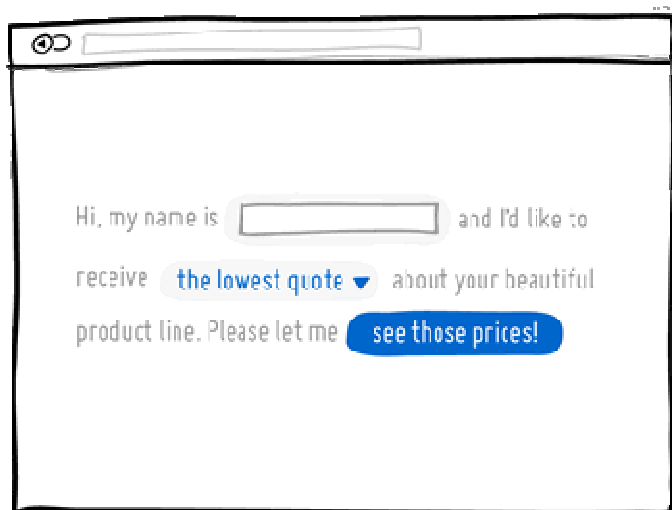 Hi, my name is and I'd like to
receive the lowest quote about your beautiful
product line. Please let me see those prices!